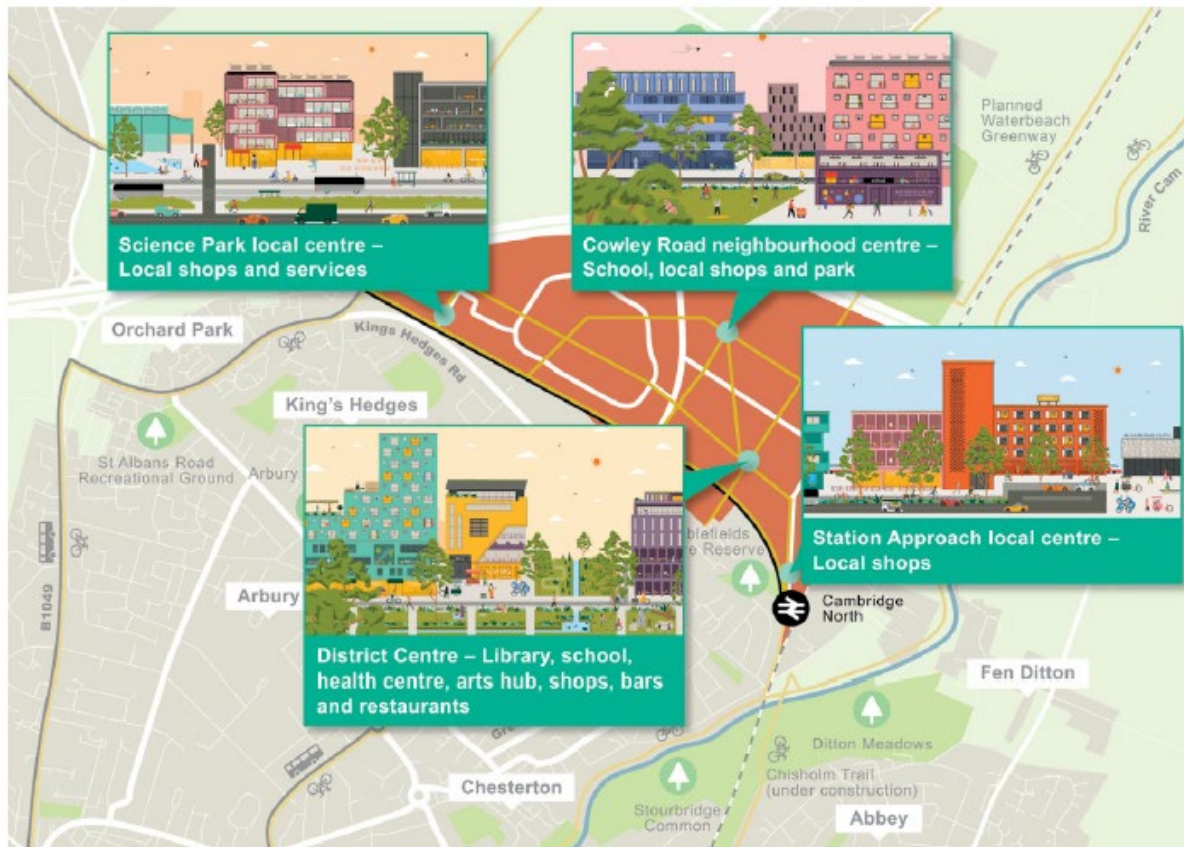 Planned
Waterbeach
Greenway
River Cam
Science Park local centre –
Local shops and services
Cowley Road neighbourhood centre –
School, local shops and park
Orchard Park
Kings Hedges Rd
King's Hedges
St Albans Road
Recreational Ground
Arbury
B1049
Arbury
blefields
e Reserve
Station Approach local centre –
Local shops
Cambridge
North
District Centre – Library, school,
health centre, arts hub, shops, bars
and restaurants
Fen Ditton
Ditton Meadows
Chisholm Trail
(under construction)
Chesterton
Stourbridge
Common
Abbey